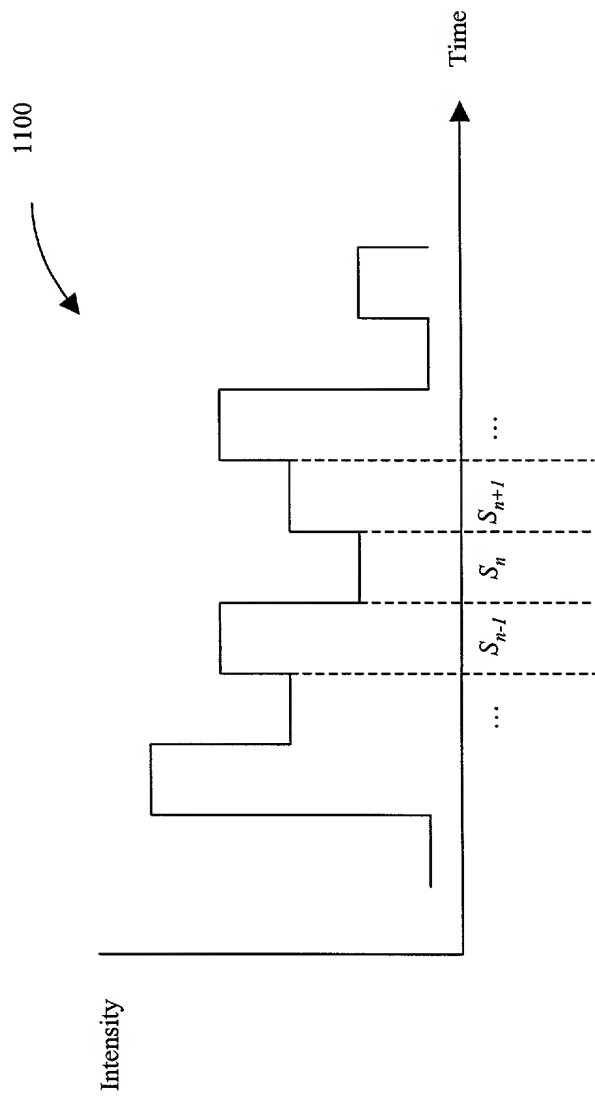 1100
Intensity
Time
... S_{n-1} S_n S_{n+1} ...